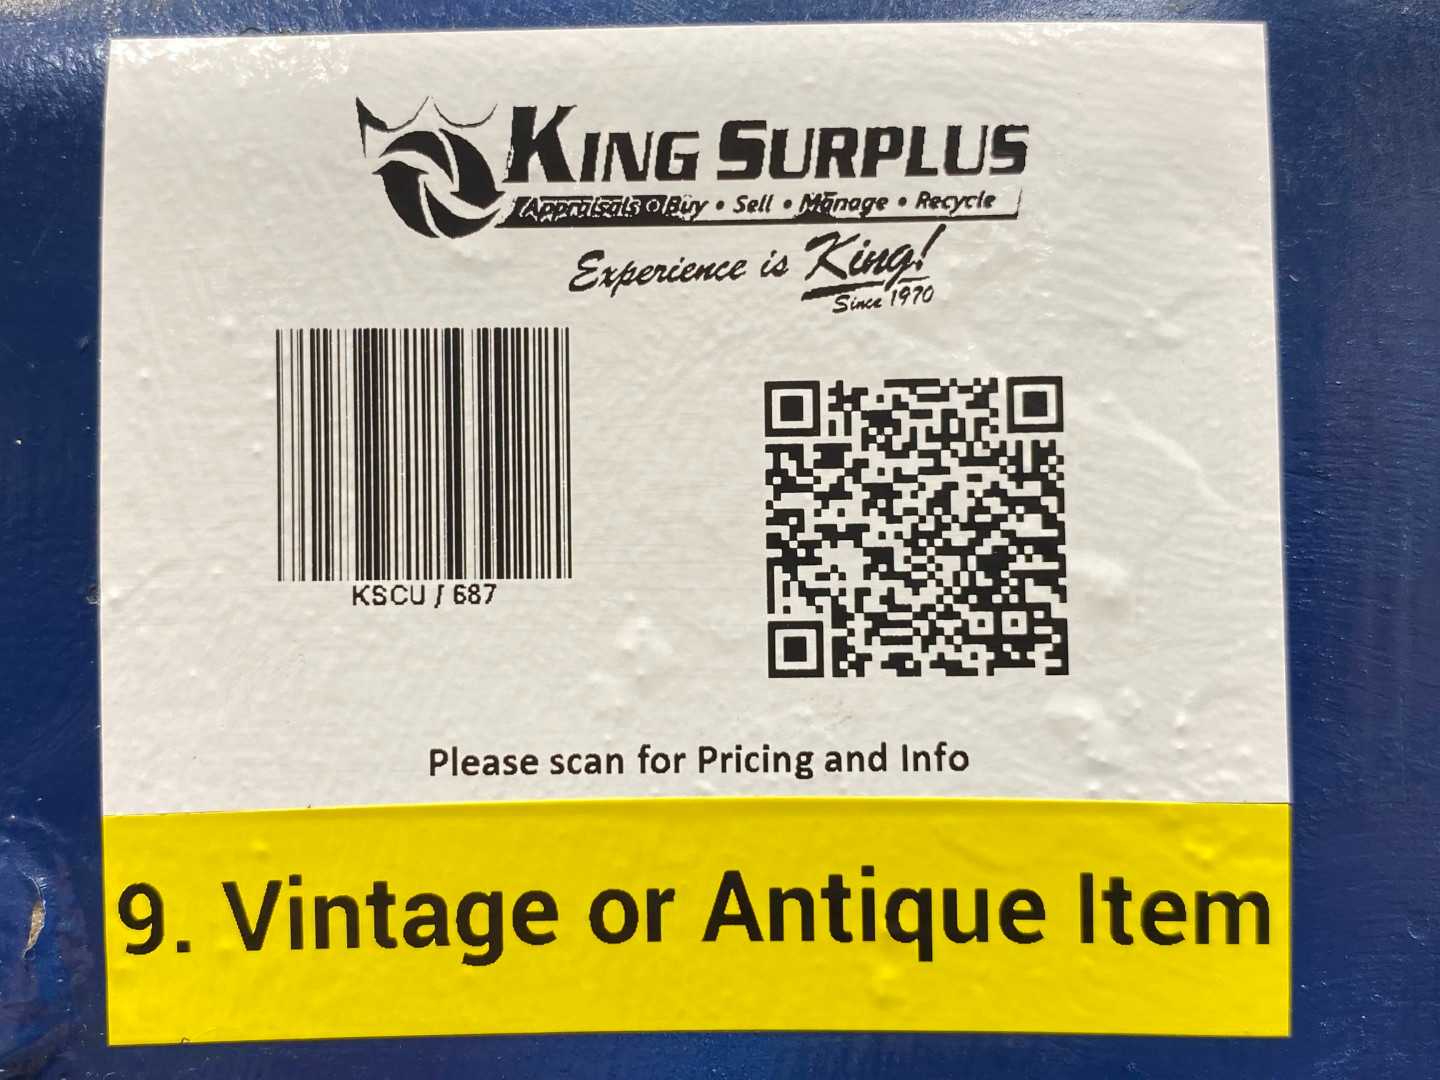 KING SURPLUS
Appraisals • Buy • Sell • Manage • Recycle
Experience is King!
Since 1970
KSCU / 687
Please scan for Pricing and Info
9. Vintage or Antique Item